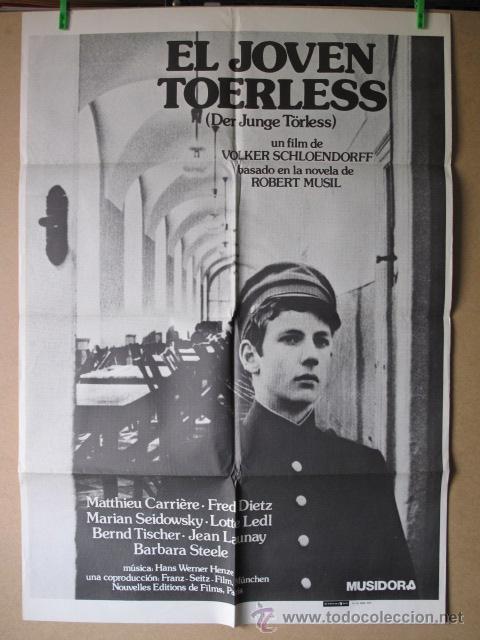 EL JOVEN
TOERLESS
(Der Junge Törless)
un film de
VOLKER SCHLOENDORFF
basado en la novela de
ROBERT MUSIL
Matthieu Carrière · Fred Dietz
Marian Seidowsky · Lotte Ledl
Bernd Tischer · Jean Launay
Barbara Steele
música: Hans Werner Henze
una coproducción: Franz-Seitz-Film, München
Nouvelles Editions de Films, Paris
MUSIDORA
todocoleccion.net